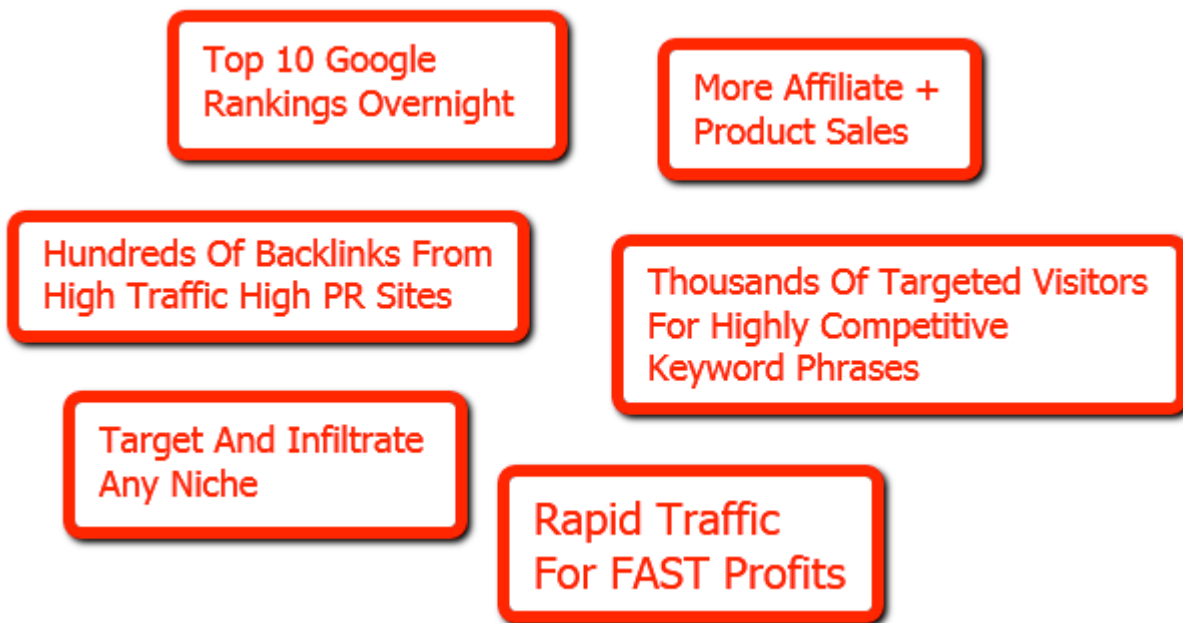 Top 10 Google
Rankings Overnight
More Affiliate +
Product Sales
Hundreds Of Backlinks From
High Traffic High PR Sites
Thousands Of Targeted Visitors
For Highly Competitive
Keyword Phrases
Target And Infiltrate
Any Niche
Rapid Traffic
For FAST Profits